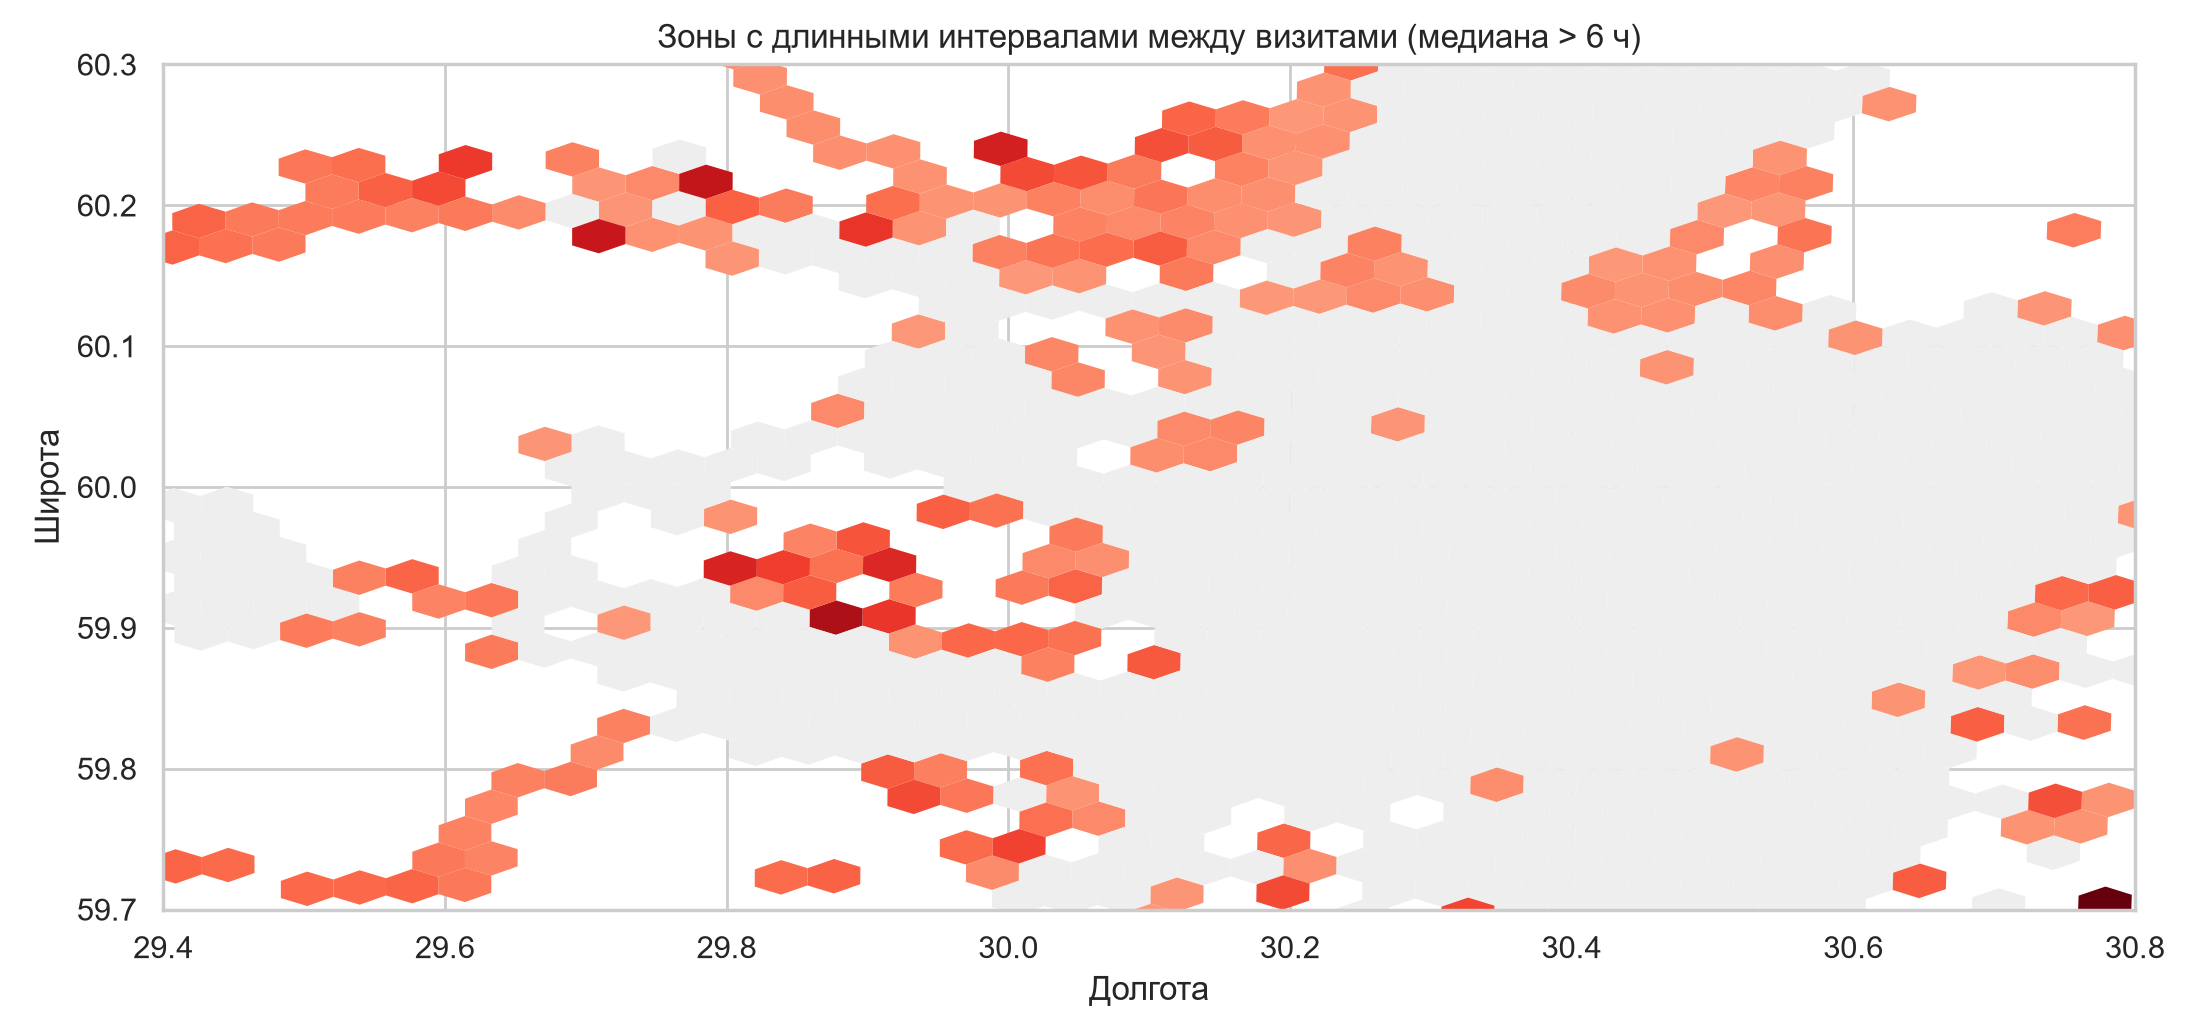 Зоны с длинными интервалами между визитами (медиана > 6 ч)
60.3
60.2
60.1
60.0
59.9
59.8
59.7
Широта
29.4 29.6 29.8 30.0 30.2 30.4 30.6 30.8
Долгота